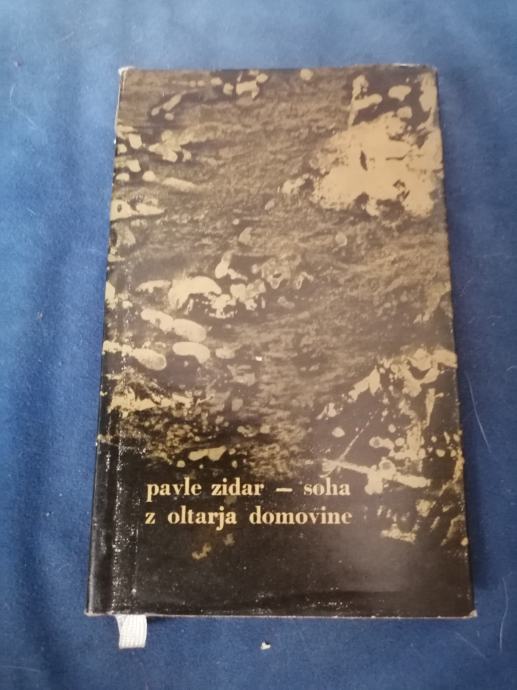 pavle zidar – soha
z oltarja domovine